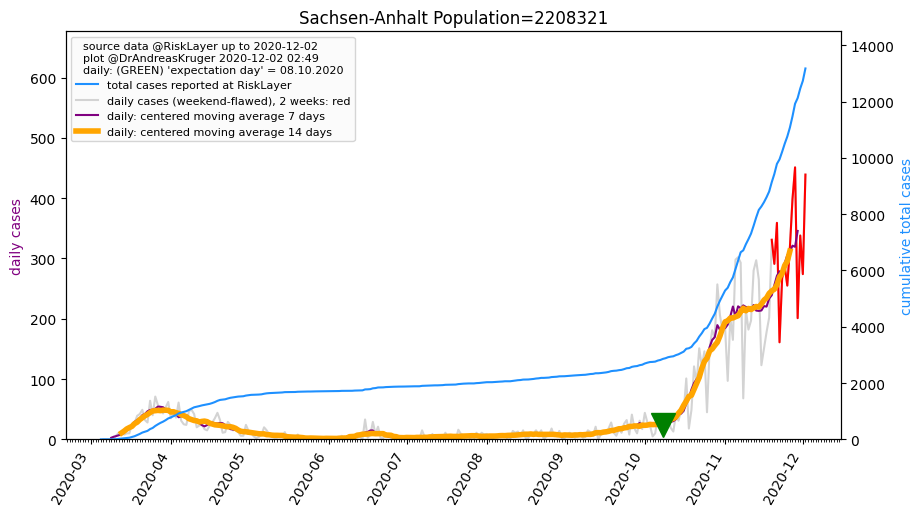 Sachsen-Anhalt Population=2208321
source data @RiskLayer up to 2020-12-02
plot @DrAndreasKruger 2020-12-02 02:49
daily: (GREEN) 'expectation day' = 08.10.2020
total cases reported at RiskLayer
daily cases (weekend-flawed), 2 weeks: red
daily: centered moving average 7 days
daily: centered moving average 14 days
daily cases
600
500
400
300
200
100
0
14000
12000
10000
8000
6000
4000
2000
0
cumulative total cases
2020-03
2020-04
2020-05
2020-06
2020-07
2020-08
2020-09
2020-10
2020-11
2020-12